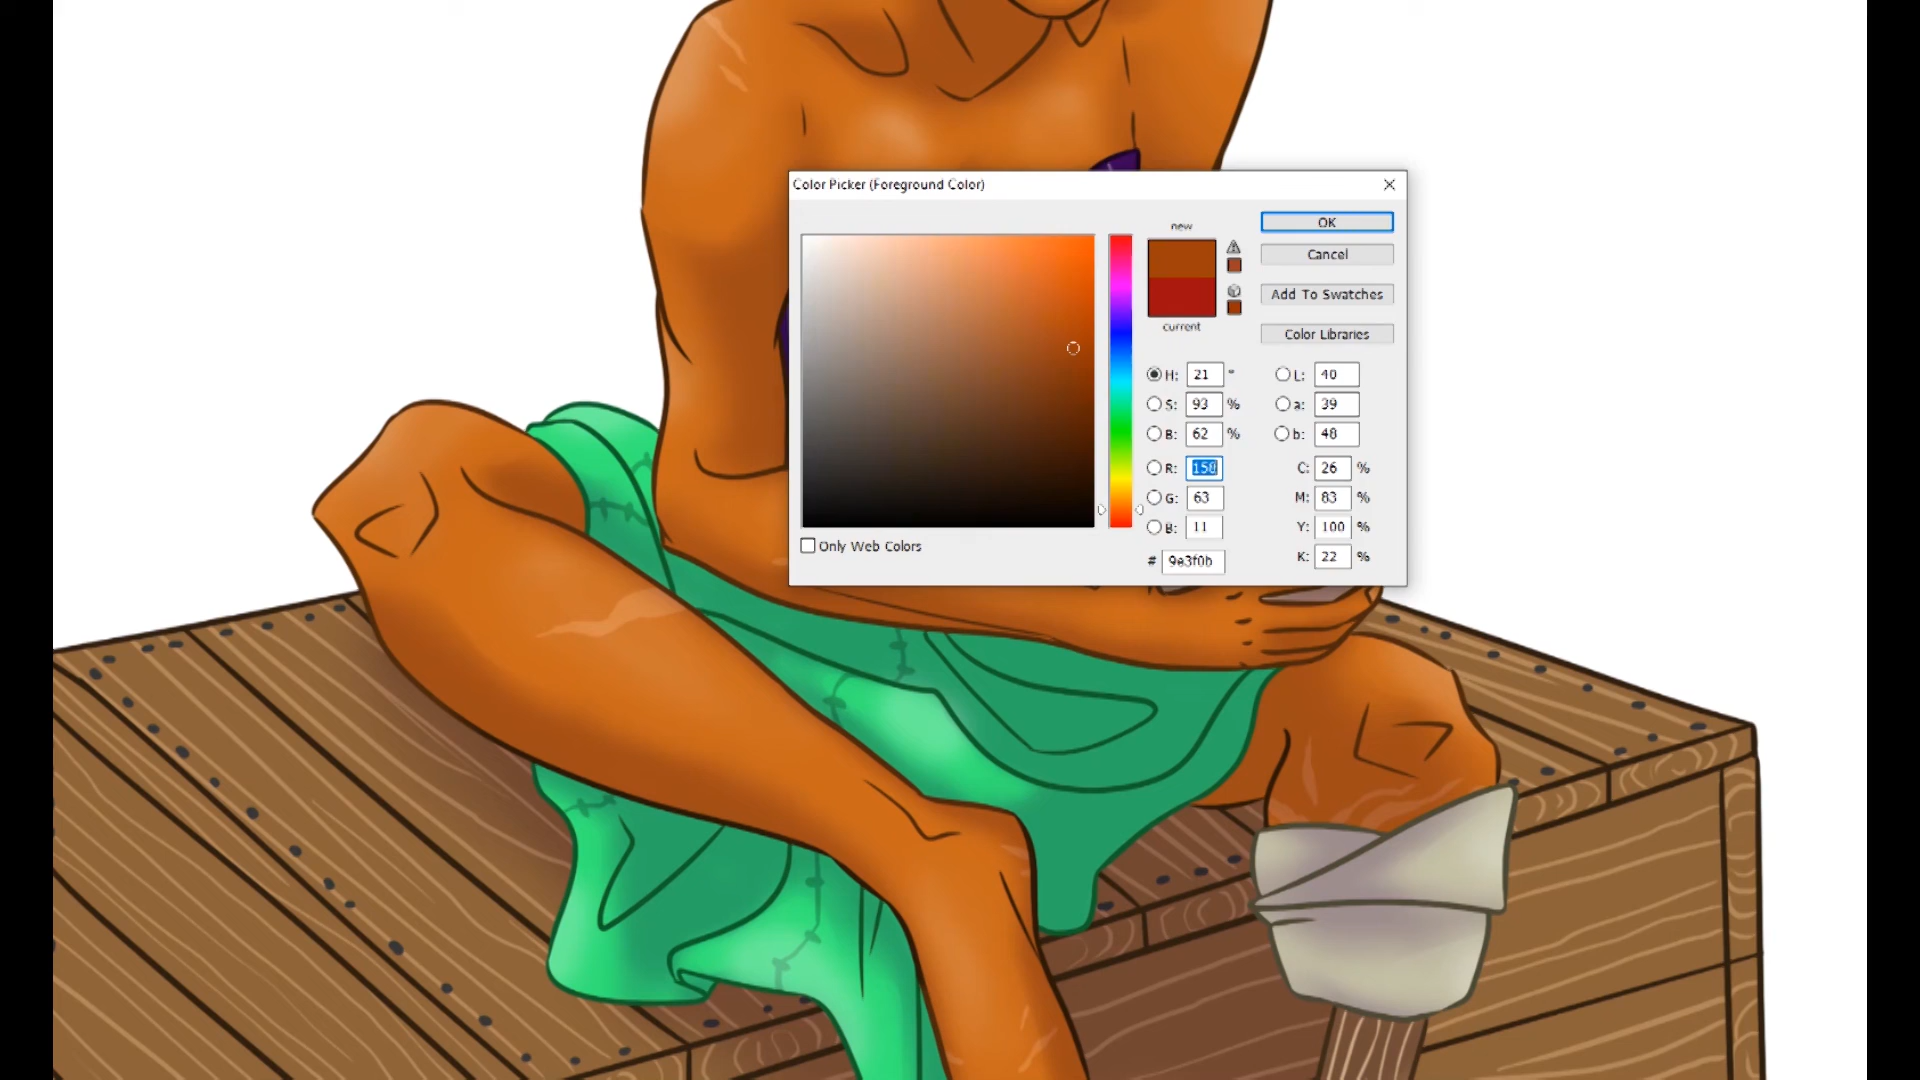 Color Picker (Foreground Color)
new
OK
Cancel
Add To Swatches
current
Color Libraries
H: 21 °
L: 40
S: 93 %
a: 39
B: 62 %
b: 48
R: 158
C: 26 %
G: 63
M: 83 %
B: 11
Y: 100 %
Only Web Colors
# 9e3f0b
K: 22 %